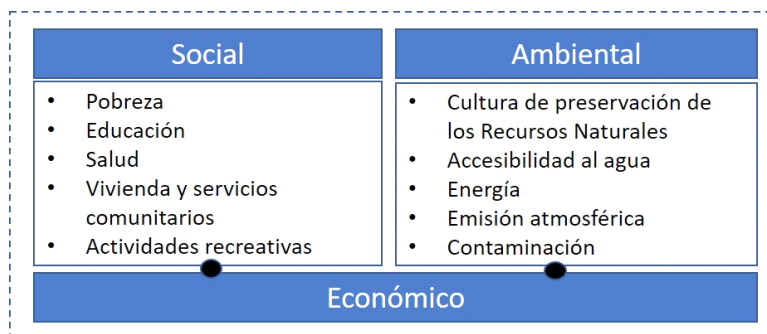 Social
• Pobreza
• Educación
• Salud
• Vivienda y servicios
comunitarios
• Actividades recreativas
Ambiental
• Cultura de preservación de
los Recursos Naturales
• Accesibilidad al agua
• Energía
• Emisión atmosférica
• Contaminación
Económico